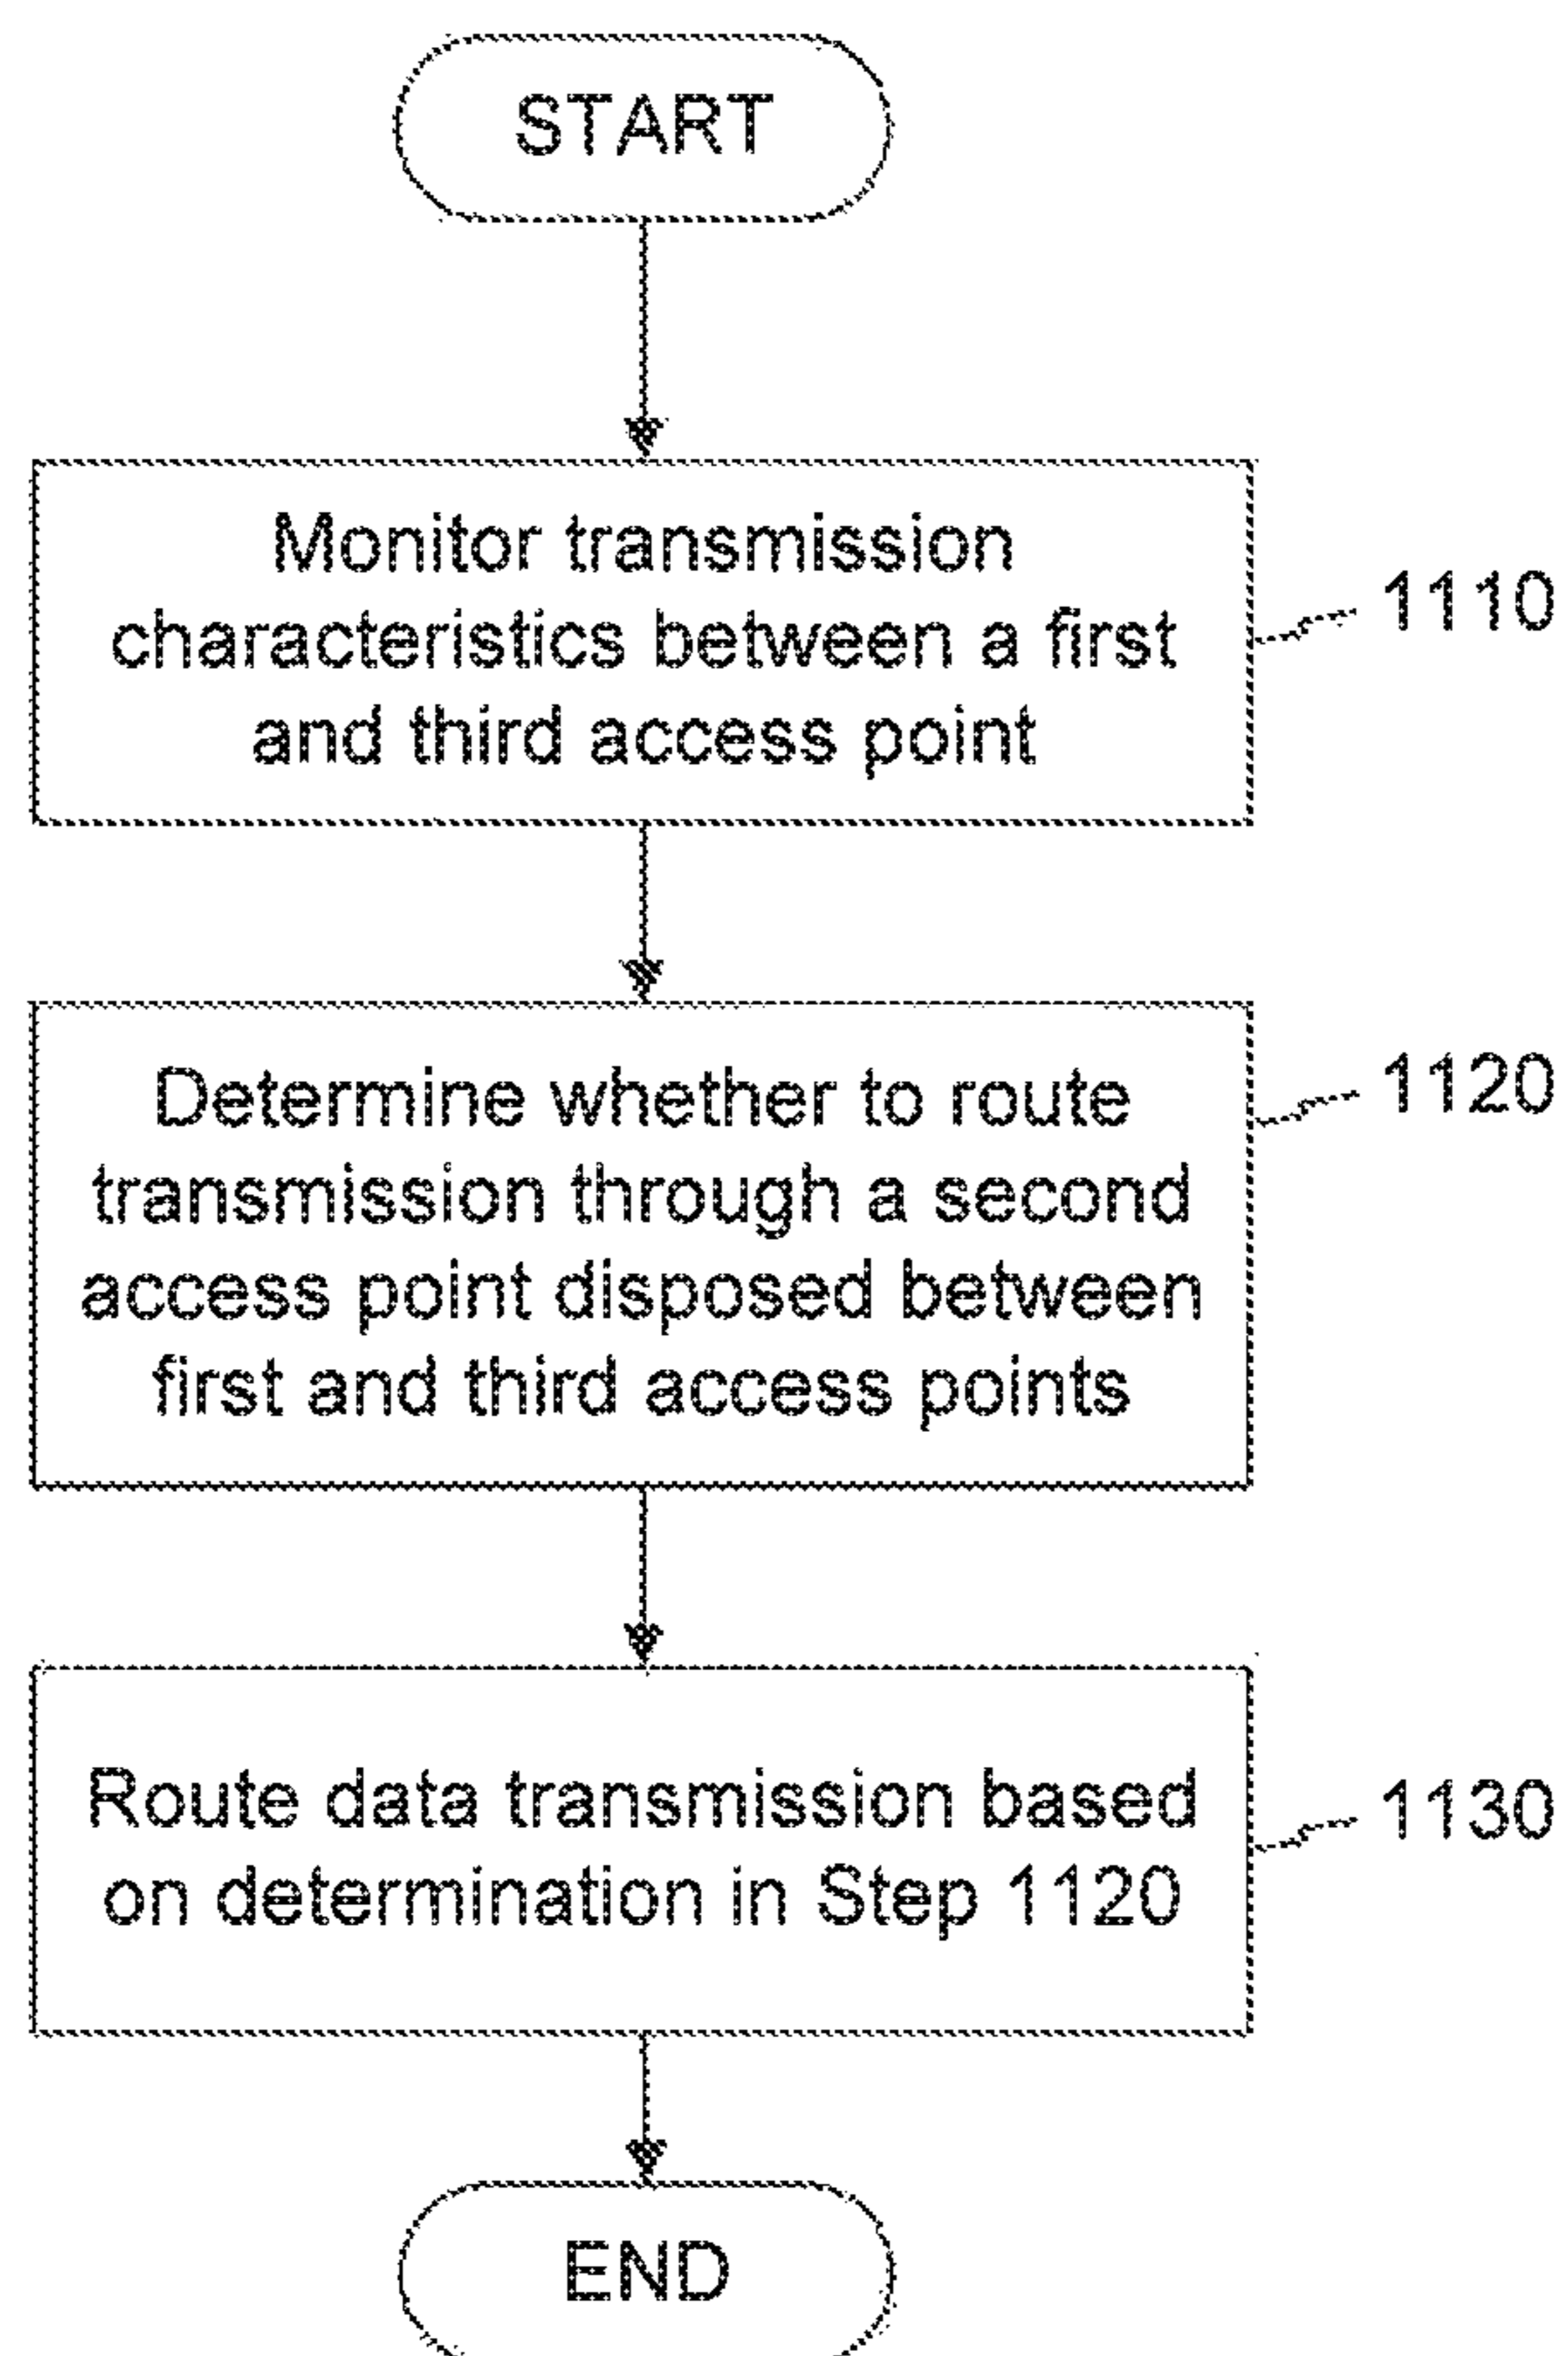 START
Monitor transmission
characteristics between a first
and third access point
1110
Determine whether to route
transmission through a second
access point disposed between
first and third access points
1120
Route data transmission based
on determination in Step 1120
1130
END